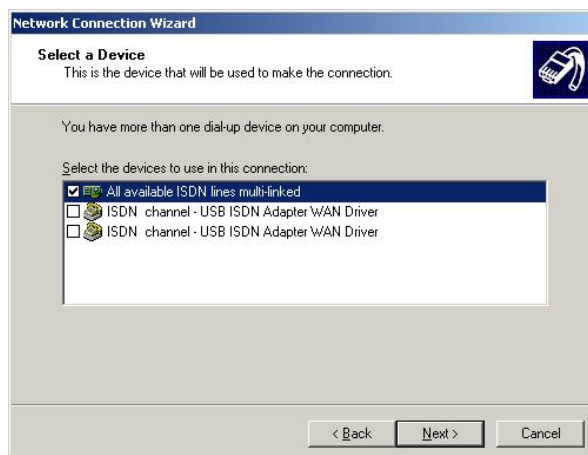 Network Connection Wizard
Select a Device
This is the device that will be used to make the connection.
You have more than one dial-up device on your computer.
Select the devices to use in this connection:
All available ISDN lines multi-linked
ISDN channel - USB ISDN Adapter WAN Driver
ISDN channel - USB ISDN Adapter WAN Driver
< Back Next > Cancel